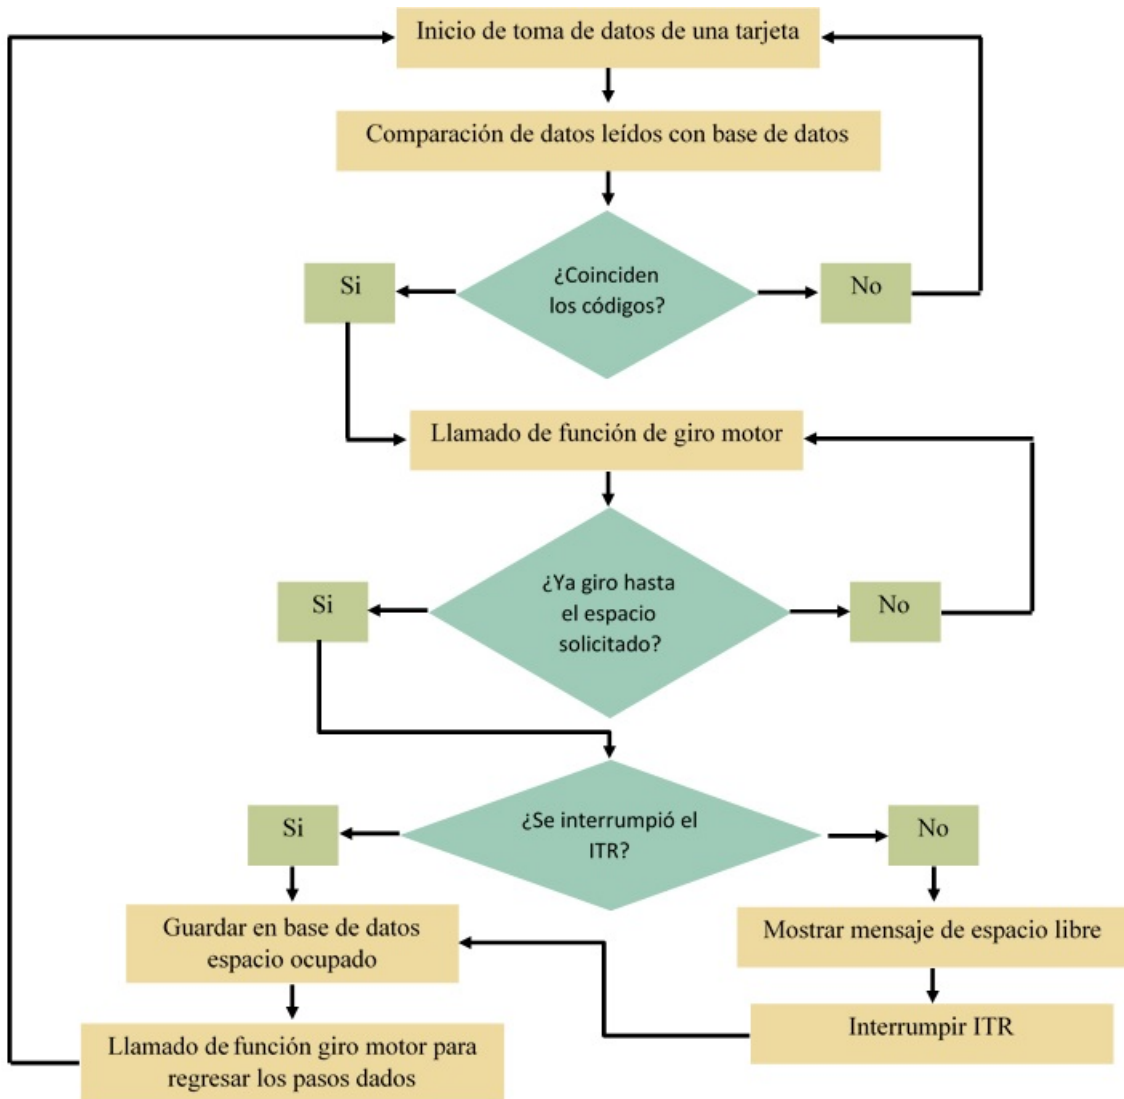 Inicio de toma de datos de una tarjeta
Comparación de datos leídos con base de datos
¿Coinciden
los códigos?
Si
No
Llamado de función de giro motor
¿Ya giro hasta
el espacio
solicitado?
Si
No
¿Se interrumpió el
ITR?
Si
No
Guardar en base de datos
espacio ocupado
Mostrar mensaje de espacio libre
Interrumpir ITR
Llamado de función giro motor para
regresar los pasos dados